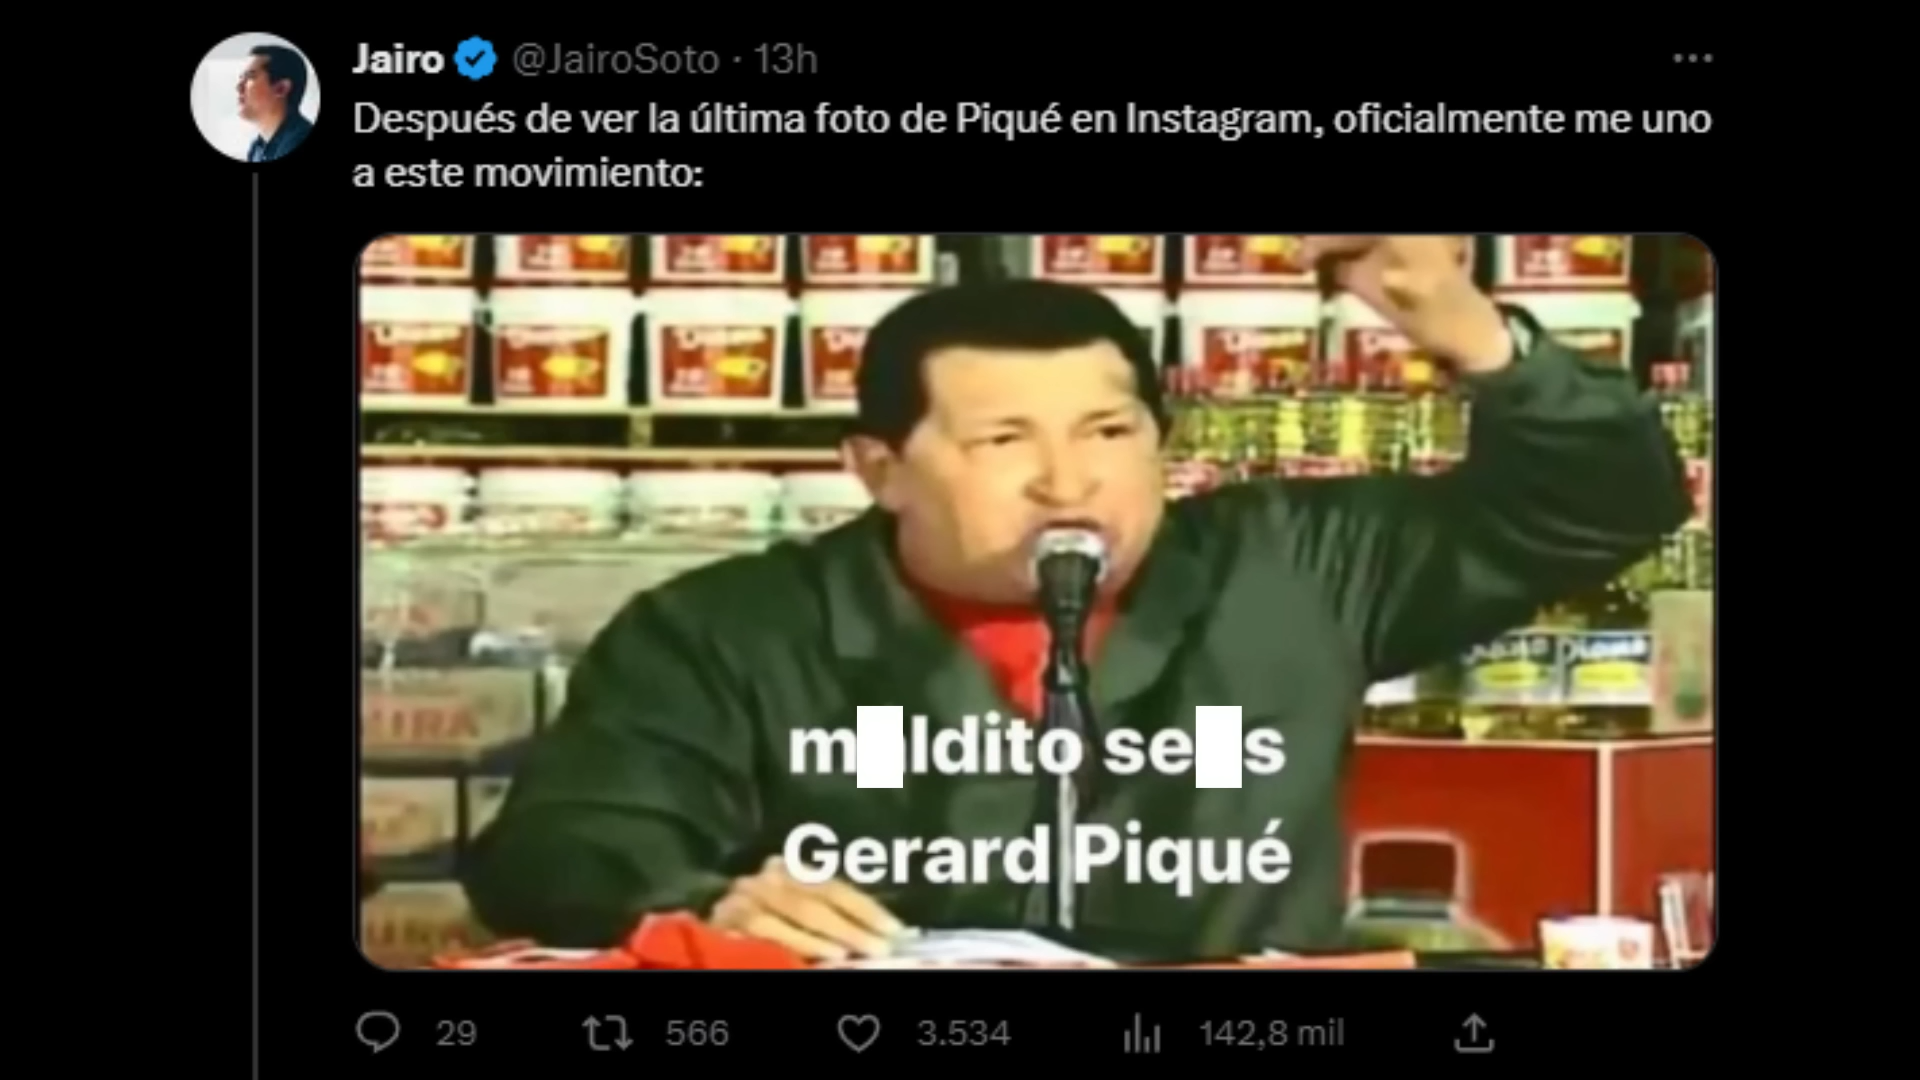 Jairo @JairoSoto · 13h
Después de ver la última foto de Piqué en Instagram, oficialmente me uno
a este movimiento:
Diana
Gerard Piqué
29 566 3.534 142,8 mil